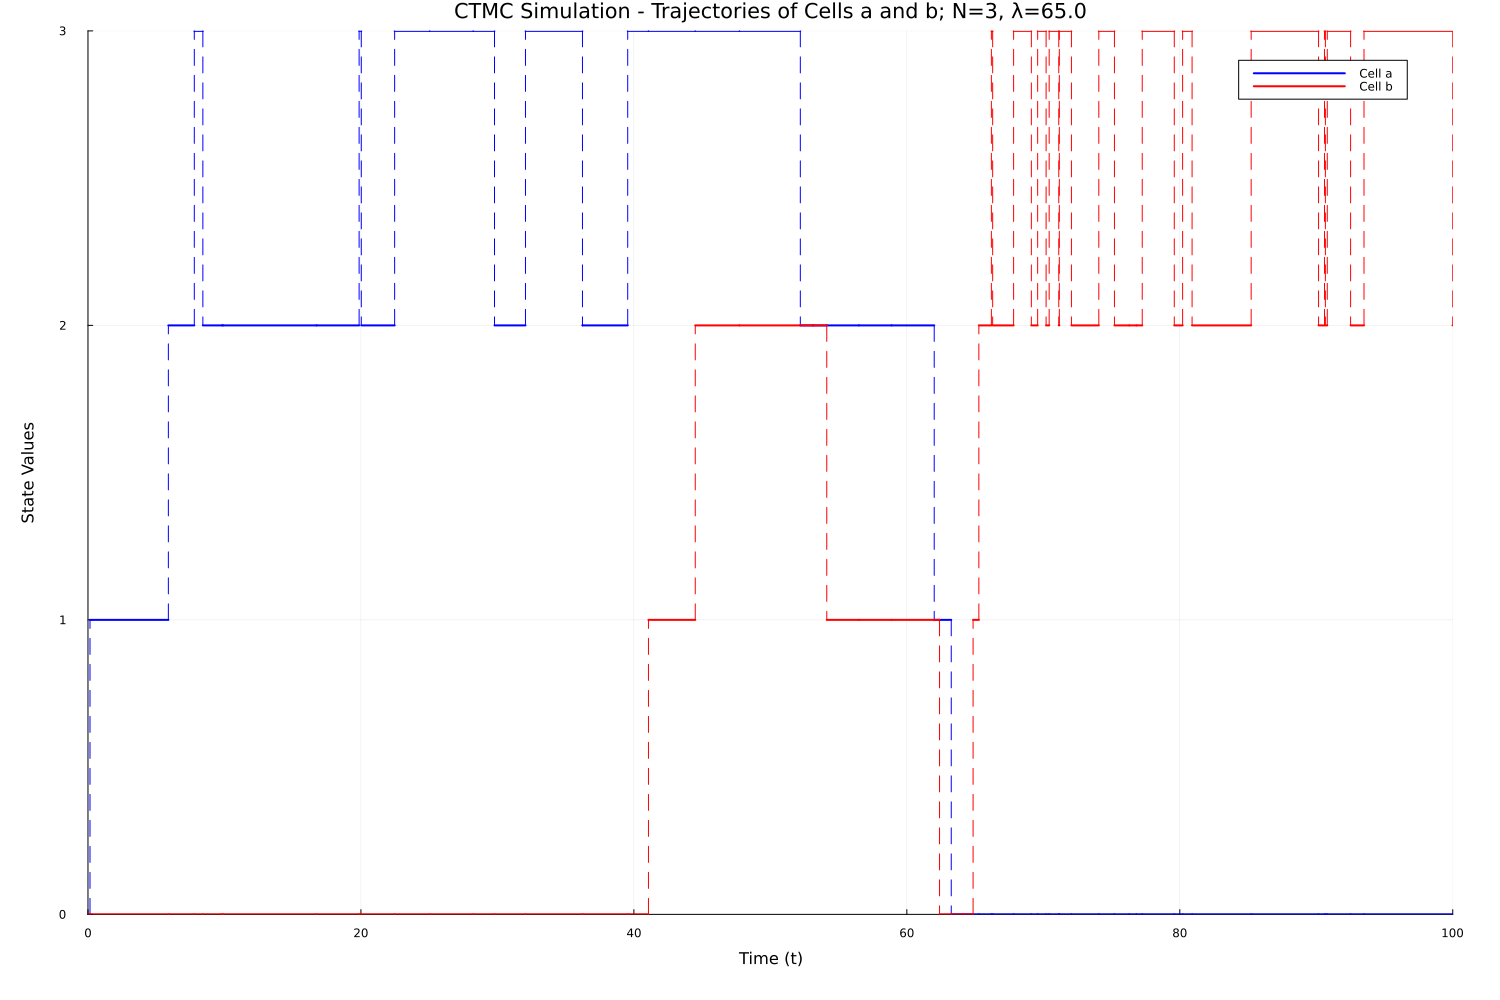 CTMC Simulation - Trajectories of Cells a and b; N=3, λ=65.0
3
Cell a
Cell b
2
State Values
1
0
0 20 40 60 80 100
Time (t)